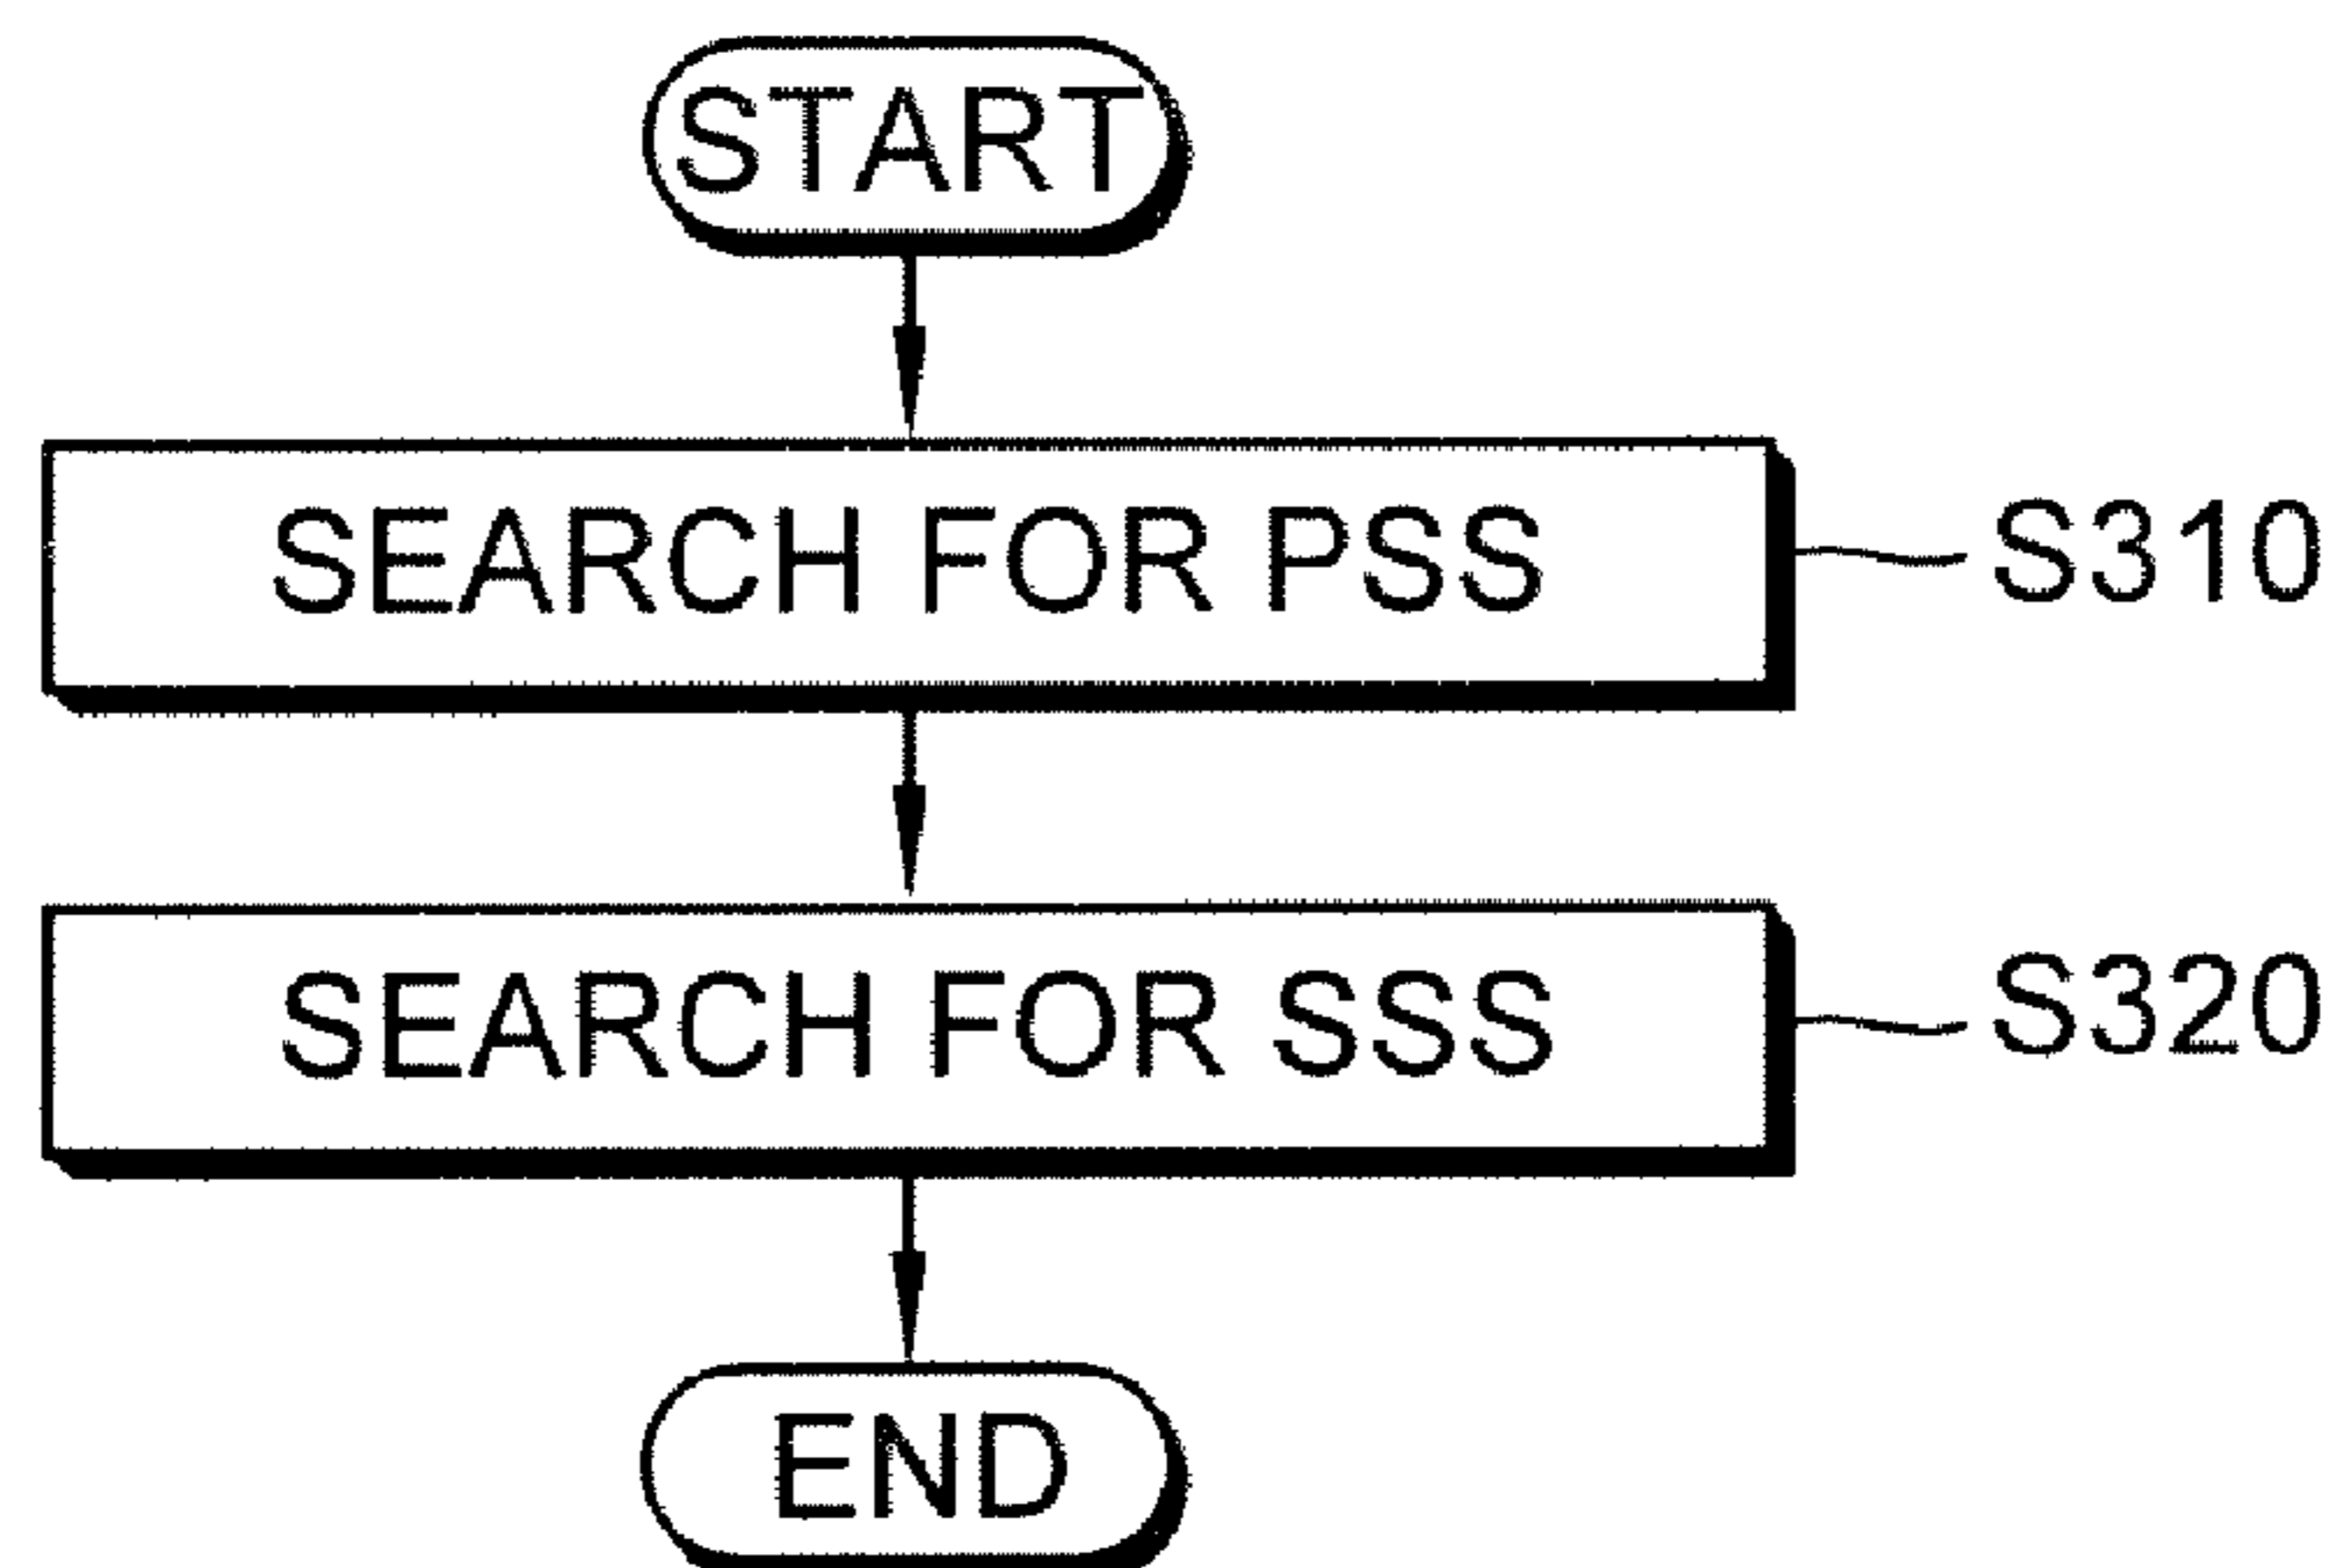 START
SEARCH FOR PSS
S310
SEARCH FOR SSS
S320
END